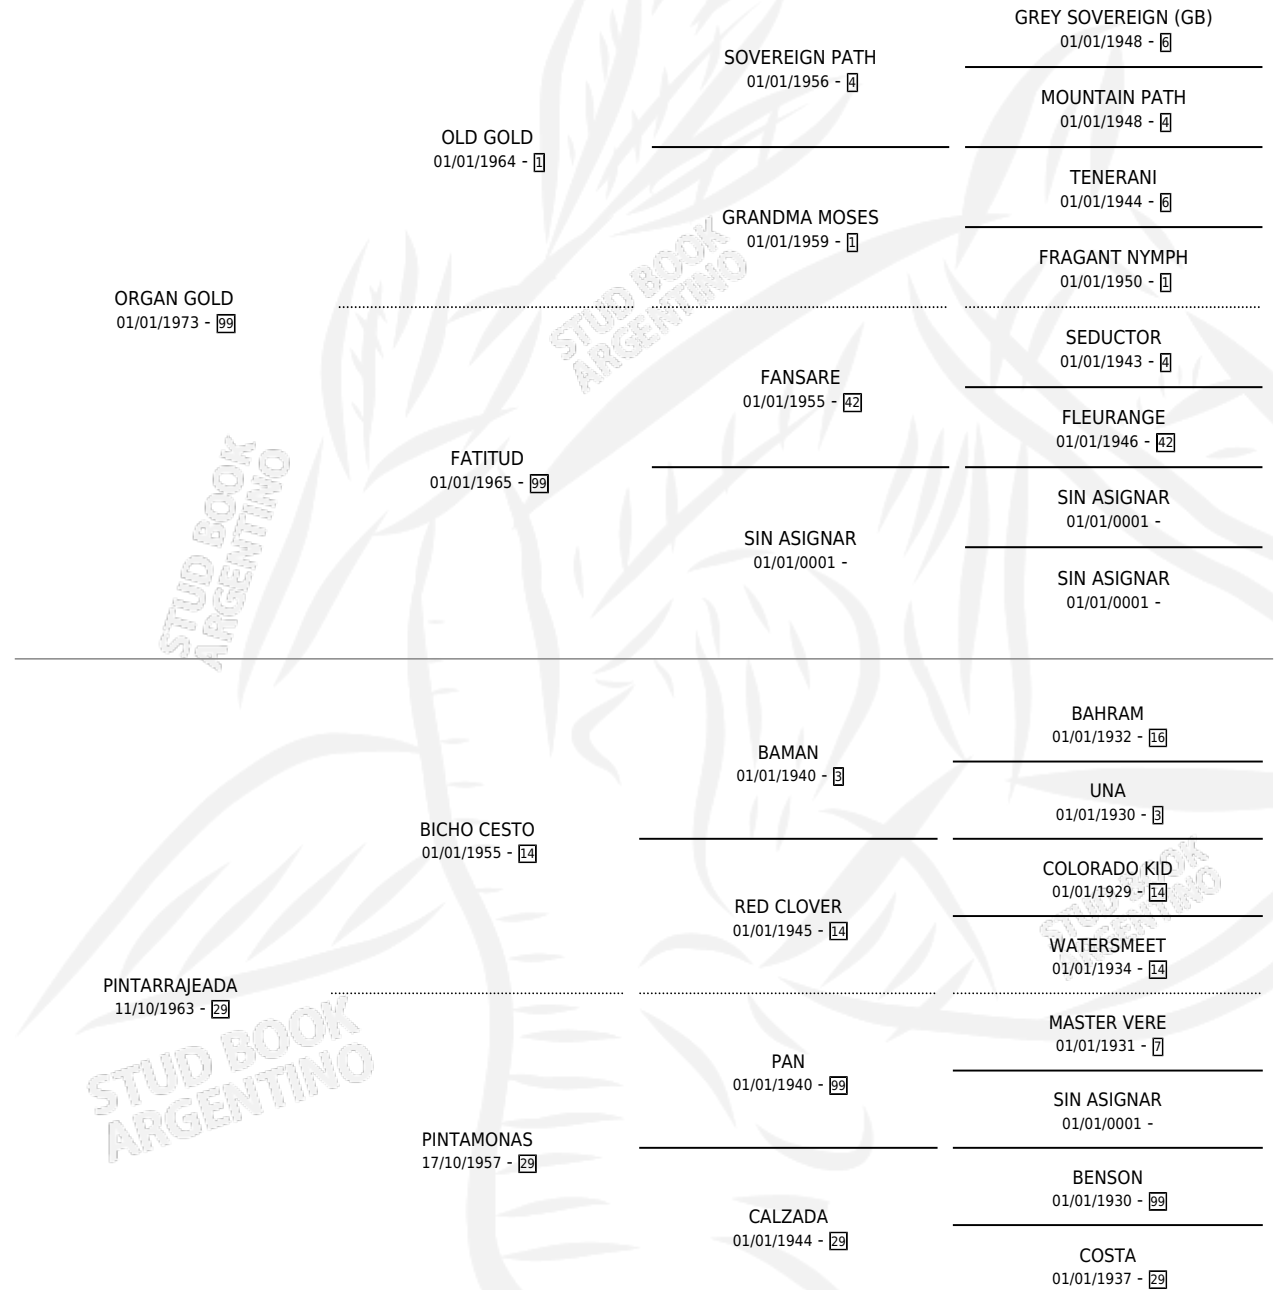 GREY SOVEREIGN (GB)
01/01/1948 - 6
SOVEREIGN PATH
01/01/1956 - 4
MOUNTAIN PATH
01/01/1948 - 4
OLD GOLD
01/01/1964 - 1
TENERANI
01/01/1944 - 6
GRANDMA MOSES
01/01/1959 - 1
FRAGANT NYMPH
01/01/1950 - 1
ORGAN GOLD
01/01/1973 - 99
SEDUCTOR
01/01/1943 - 4
FANSARE
01/01/1955 - 42
FLEURANGE
01/01/1946 - 42
FATITUD
01/01/1965 - 99
SIN ASIGNAR
01/01/0001 -
SIN ASIGNAR
01/01/0001 -
SIN ASIGNAR
01/01/0001 -
BAHRAM
01/01/1932 - 16
BAMAN
01/01/1940 - 3
UNA
01/01/1930 - 3
BICHO CESTO
01/01/1955 - 14
COLORADO KID
01/01/1929 - 14
RED CLOVER
01/01/1945 - 14
WATERSMEET
01/01/1934 - 14
PINTARRAJEADA
11/10/1963 - 29
MASTER VERE
01/01/1931 - 7
PAN
01/01/1940 - 99
SIN ASIGNAR
01/01/0001 -
PINTAMONAS
17/10/1957 - 29
BENSON
01/01/1930 - 99
CALZADA
01/01/1944 - 29
COSTA
01/01/1937 - 29
STUD BOOK
ARGENTINO
STUD BOOK
ARGENTINO
STUD BOOK
ARGENTINO
STUD BOOK
ARGENTINO